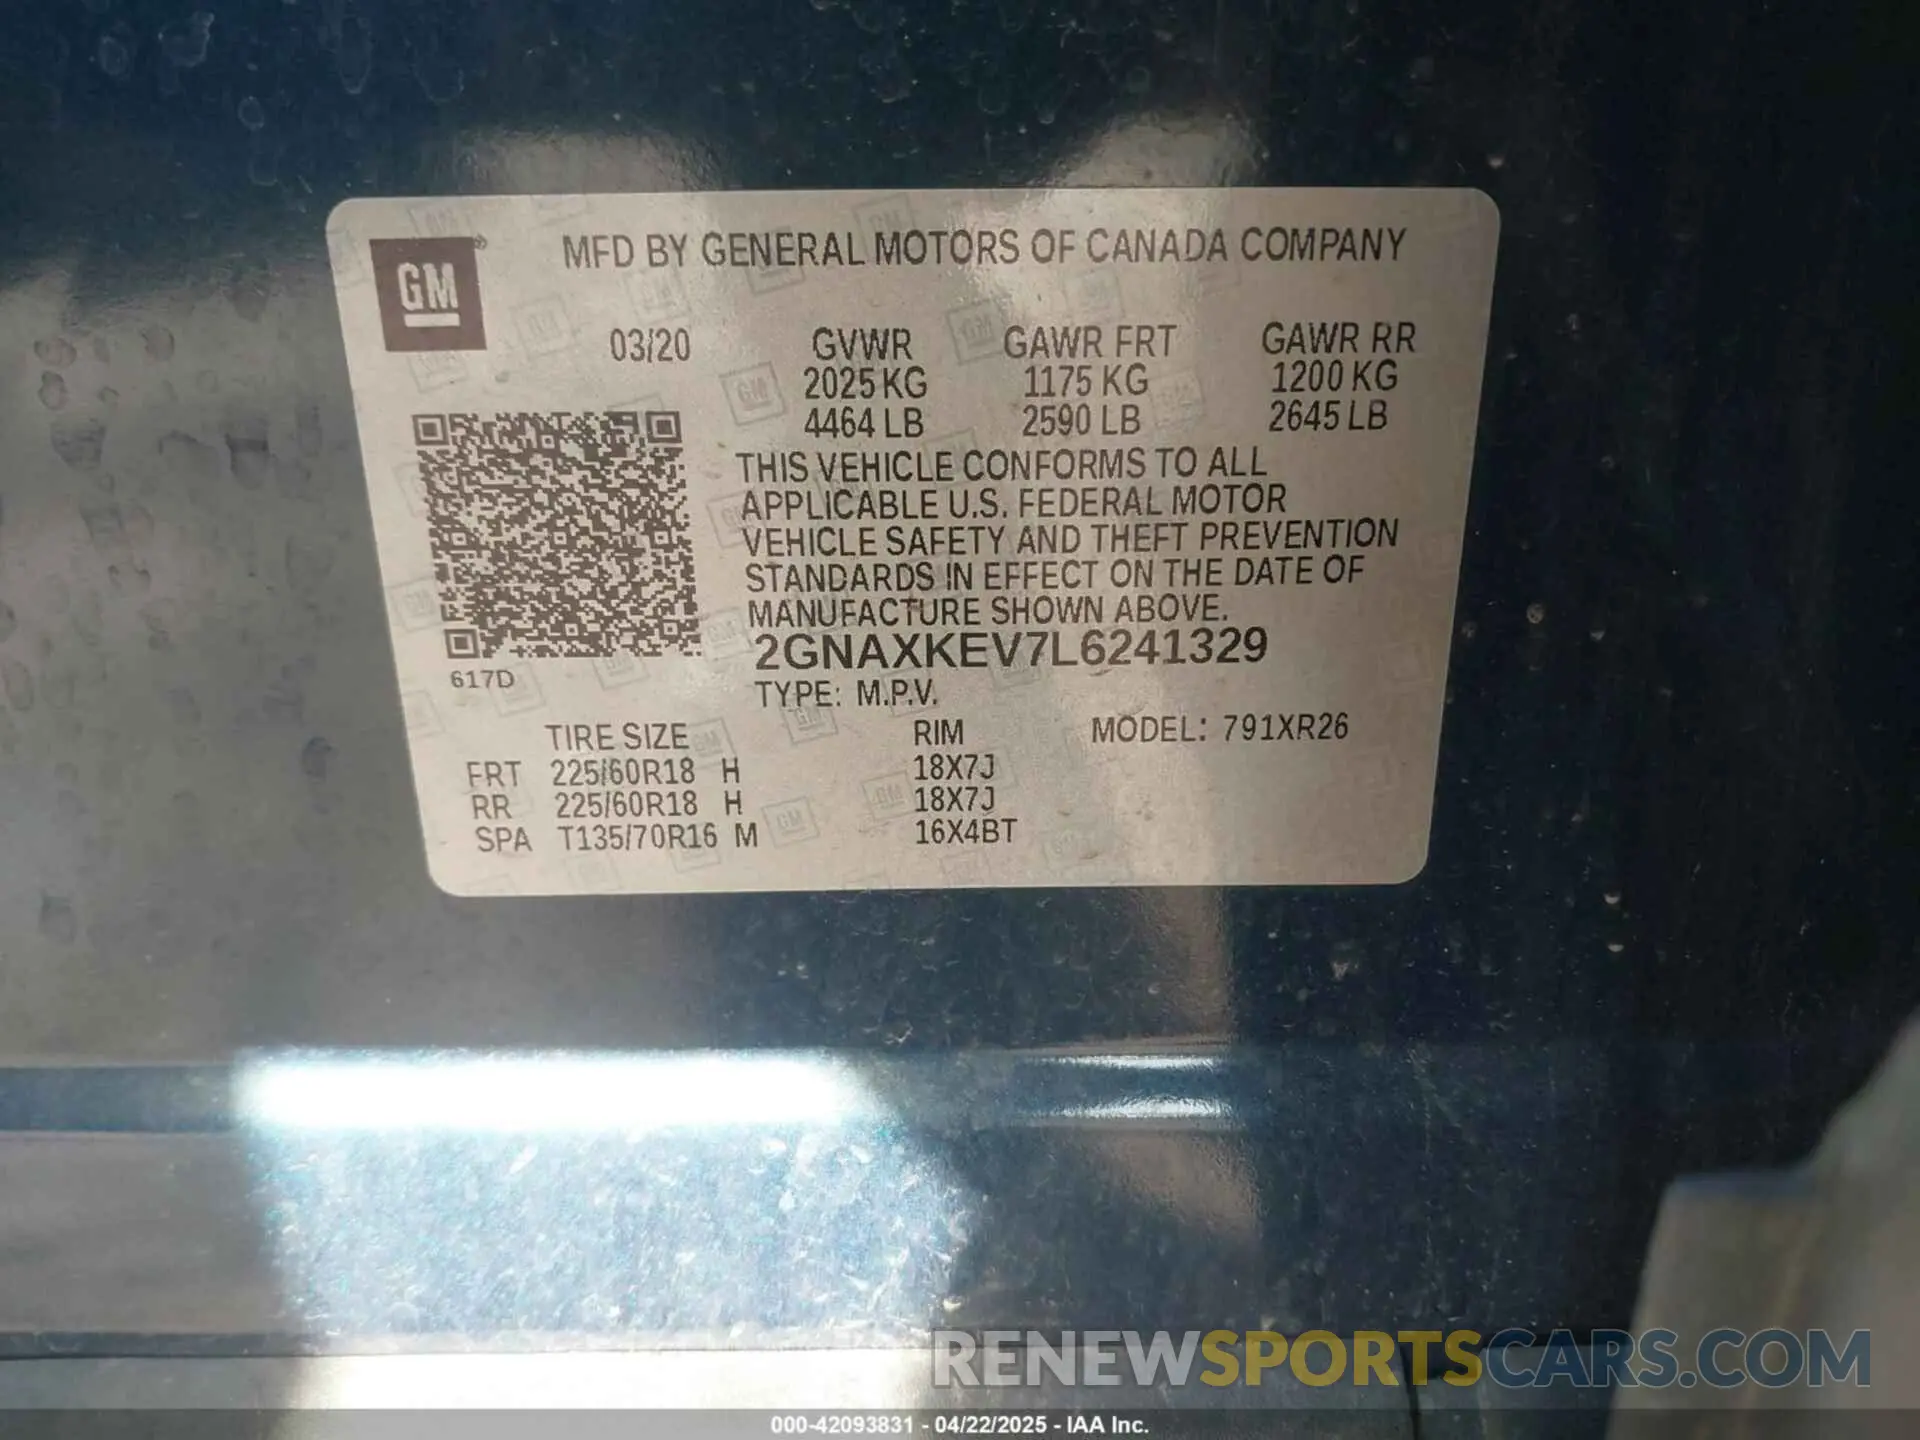 GM®
MFD BY GENERAL MOTORS OF CANADA COMPANY
03/20 GVWR GAWR FRT GAWR RR
2025 KG 1175 KG 1200 KG
4464 LB 2590 LB 2645 LB
THIS VEHICLE CONFORMS TO ALL
APPLICABLE U.S. FEDERAL MOTOR
VEHICLE SAFETY AND THEFT PREVENTION
STANDARDS IN EFFECT ON THE DATE OF
MANUFACTURE SHOWN ABOVE.
2GNAXKEV7L6241329
617D
TYPE: M.P.V.
TIRE SIZE RIM MODEL: 791XR26
FRT 225/60R18 H 18X7J
RR 225/60R18 H 18X7J
SPA T135/70R16 M 16X4BT
RENEWSPORTSCARS.COM
000-42093831 - 04/22/2025 - IAA Inc.